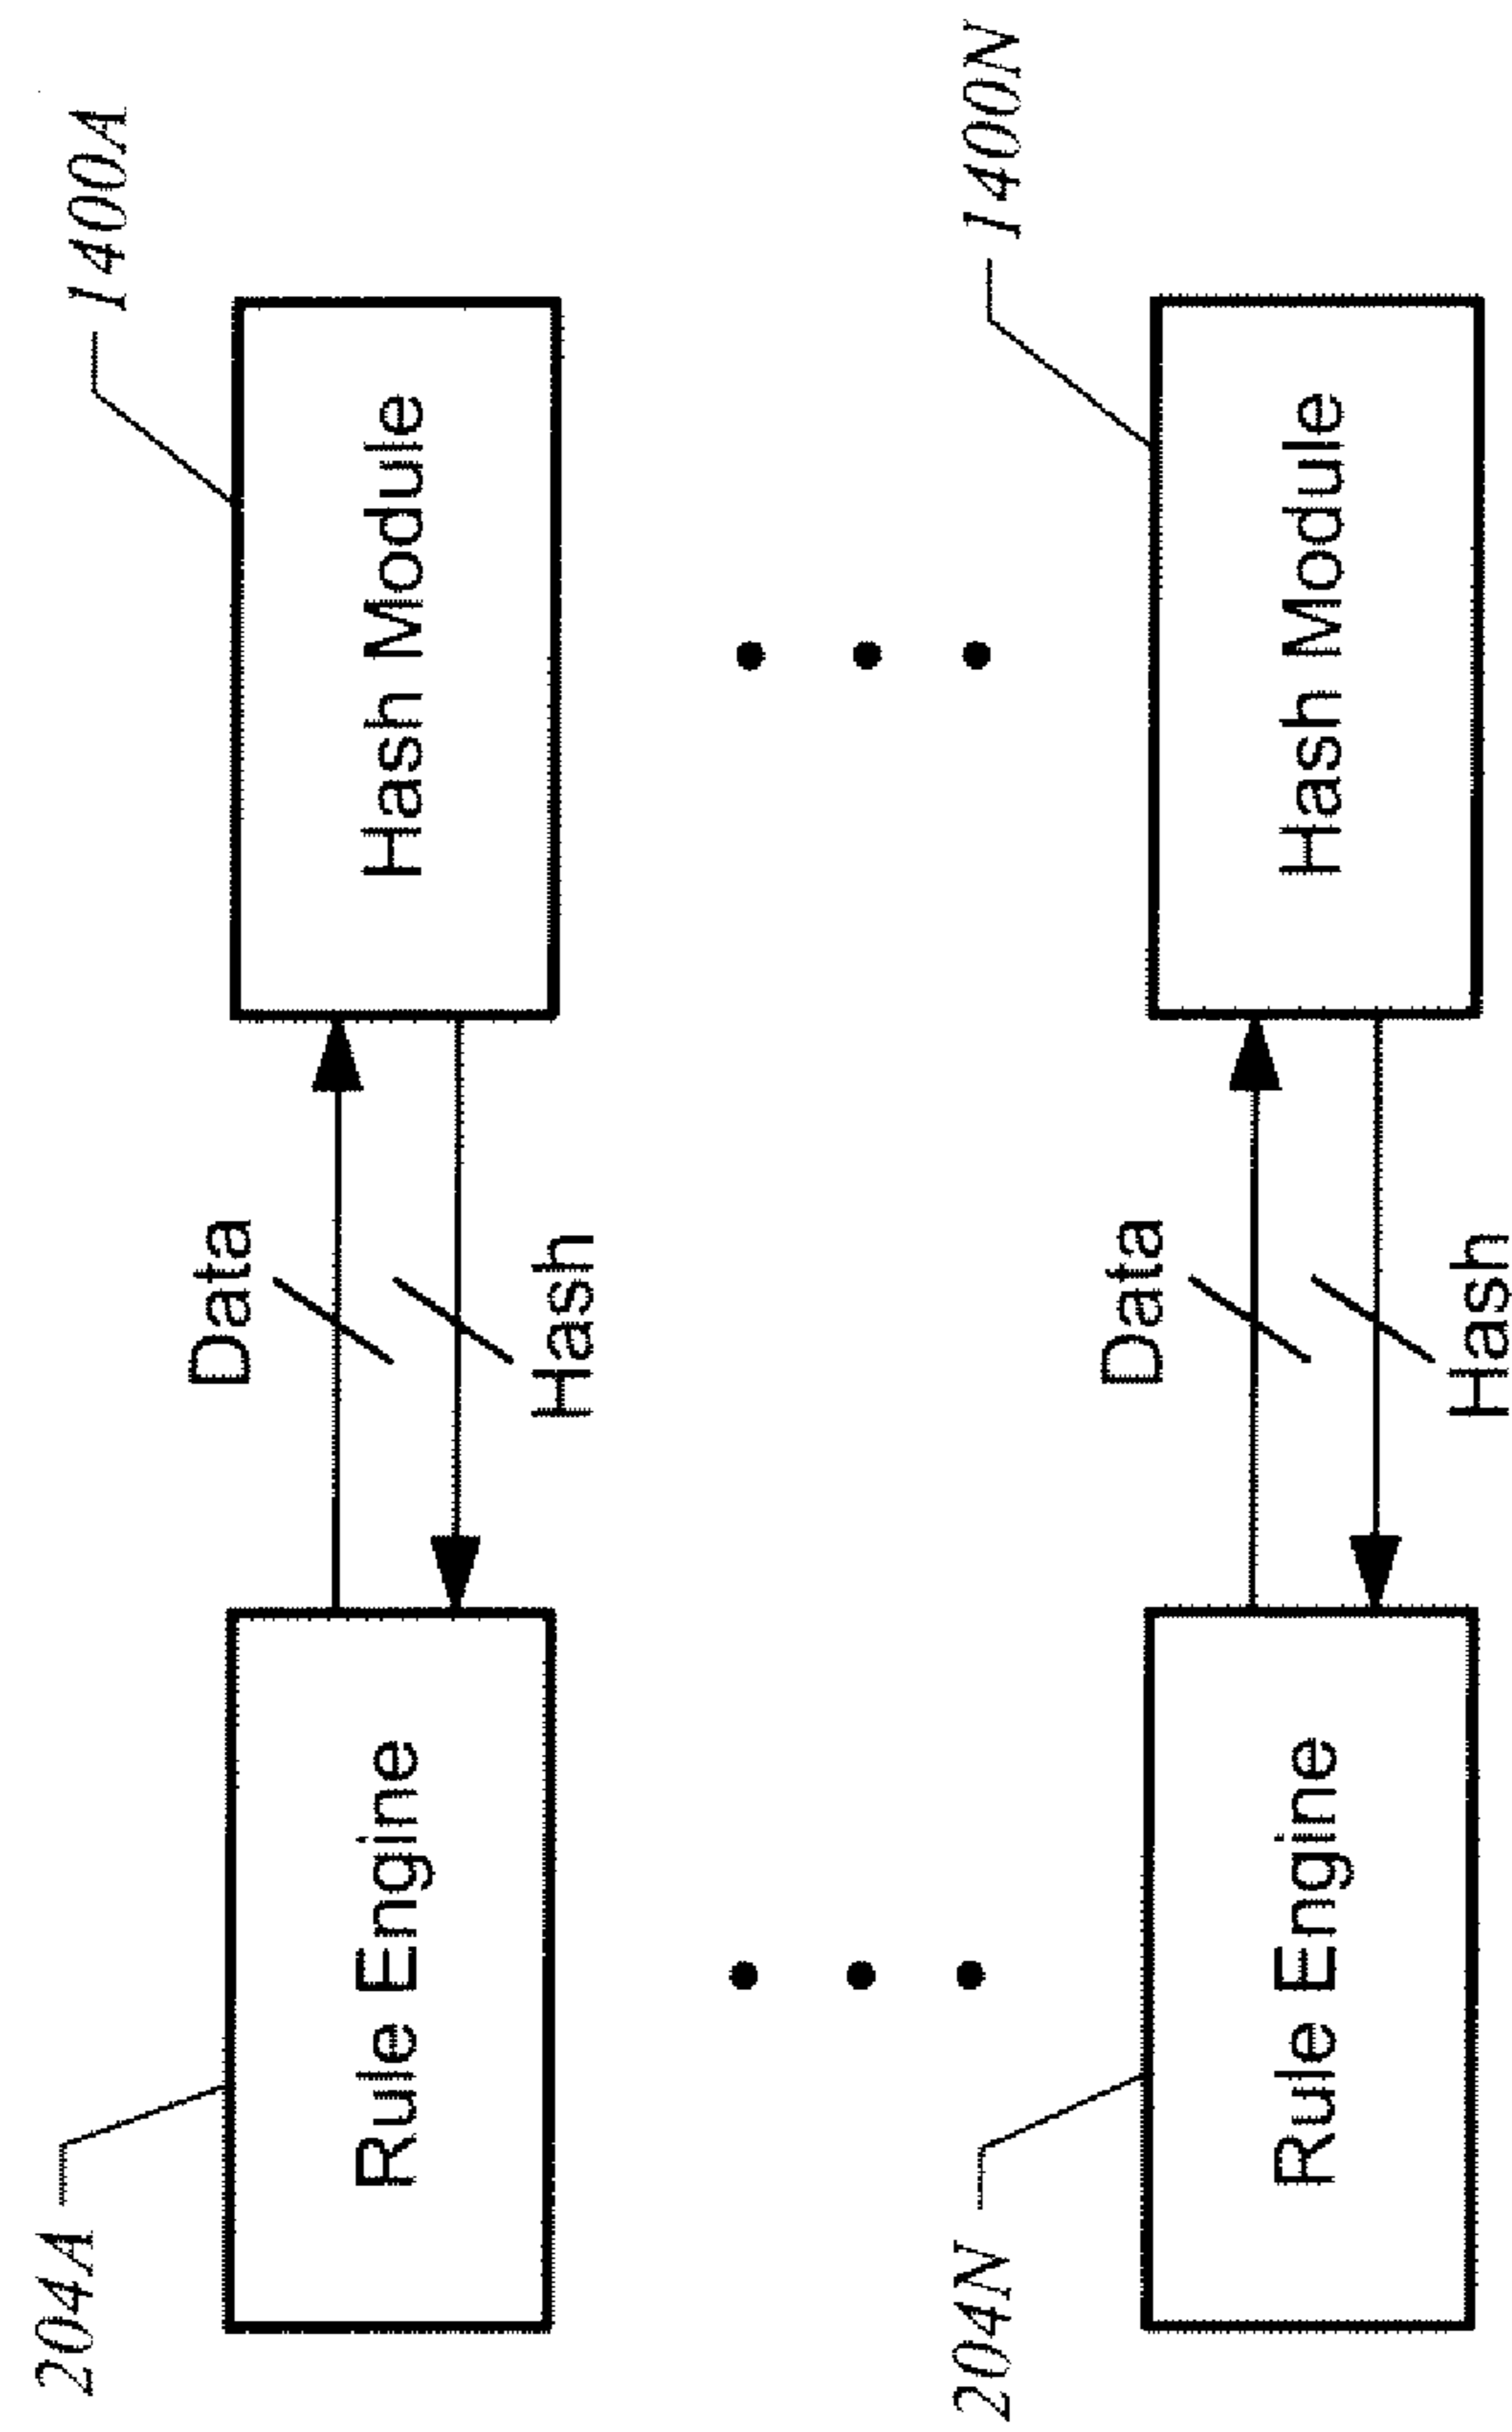 204A
1400A
Rule Engine
Data
Hash
Hash Module
204N
1400N
Rule Engine
Data
Hash
Hash Module